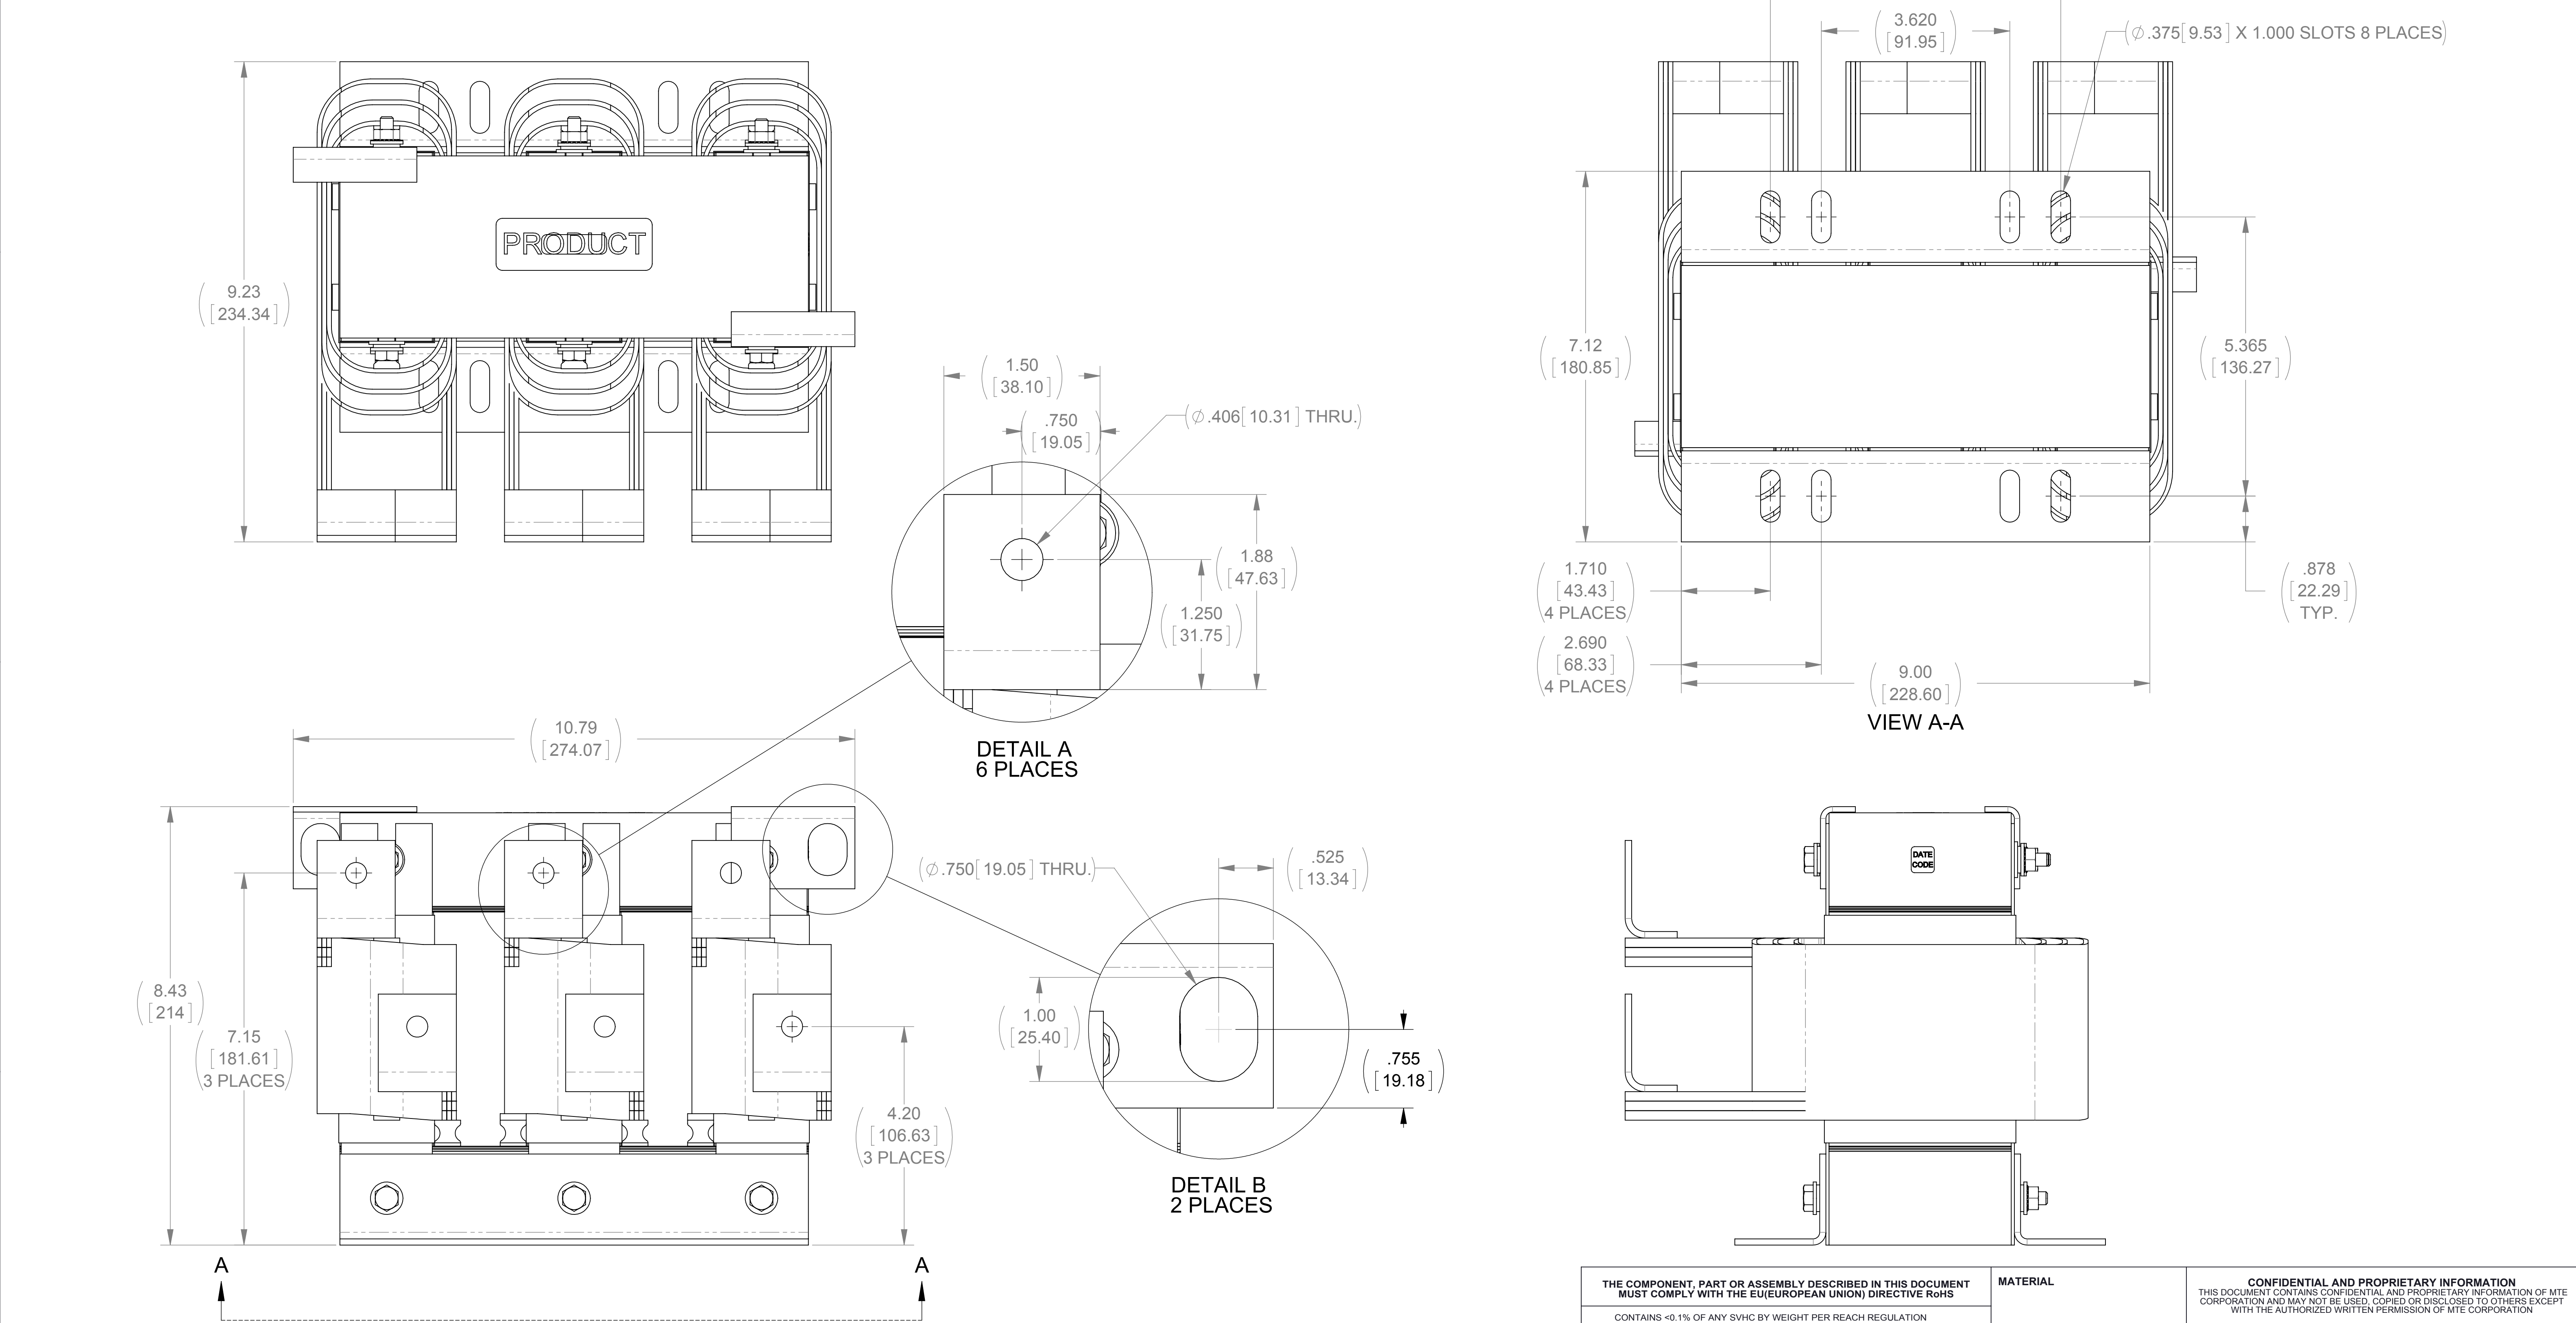 3.620
[91.95]
(∅.375[9.53] X 1.000 SLOTS 8 PLACES)
PRODUCT
9.23
[234.34]
1.50
[38.10]
.750
[19.05]
(∅.406[10.31] THRU.)
1.88
[47.63]
1.250
[31.75]
DETAIL A
6 PLACES
7.12
[180.85]
5.365
[136.27]
1.710
[43.43]
4 PLACES
.878
[22.29]
TYP.
2.690
[68.33]
4 PLACES
9.00
[228.60]
VIEW A-A
10.79
[274.07]
8.43
[214]
7.15
[181.61]
3 PLACES
4.20
[106.63]
3 PLACES
A
A
(∅.750[19.05] THRU.)
.525
[13.34]
1.00
[25.40]
.755
[19.18]
DETAIL B
2 PLACES
DATE
CODE
THE COMPONENT, PART OR ASSEMBLY DESCRIBED IN THIS DOCUMENT
MUST COMPLY WITH THE EU(EUROPEAN UNION) DIRECTIVE RoHS
CONTAINS <0.1% OF ANY SVHC BY WEIGHT PER REACH REGULATION
MATERIAL
CONFIDENTIAL AND PROPRIETARY INFORMATION
THIS DOCUMENT CONTAINS CONFIDENTIAL AND PROPRIETARY INFORMATION OF MTE
CORPORATION AND MAY NOT BE USED, COPIED OR DISCLOSED TO OTHERS EXCEPT
WITH THE AUTHORIZED WRITTEN PERMISSION OF MTE CORPORATION